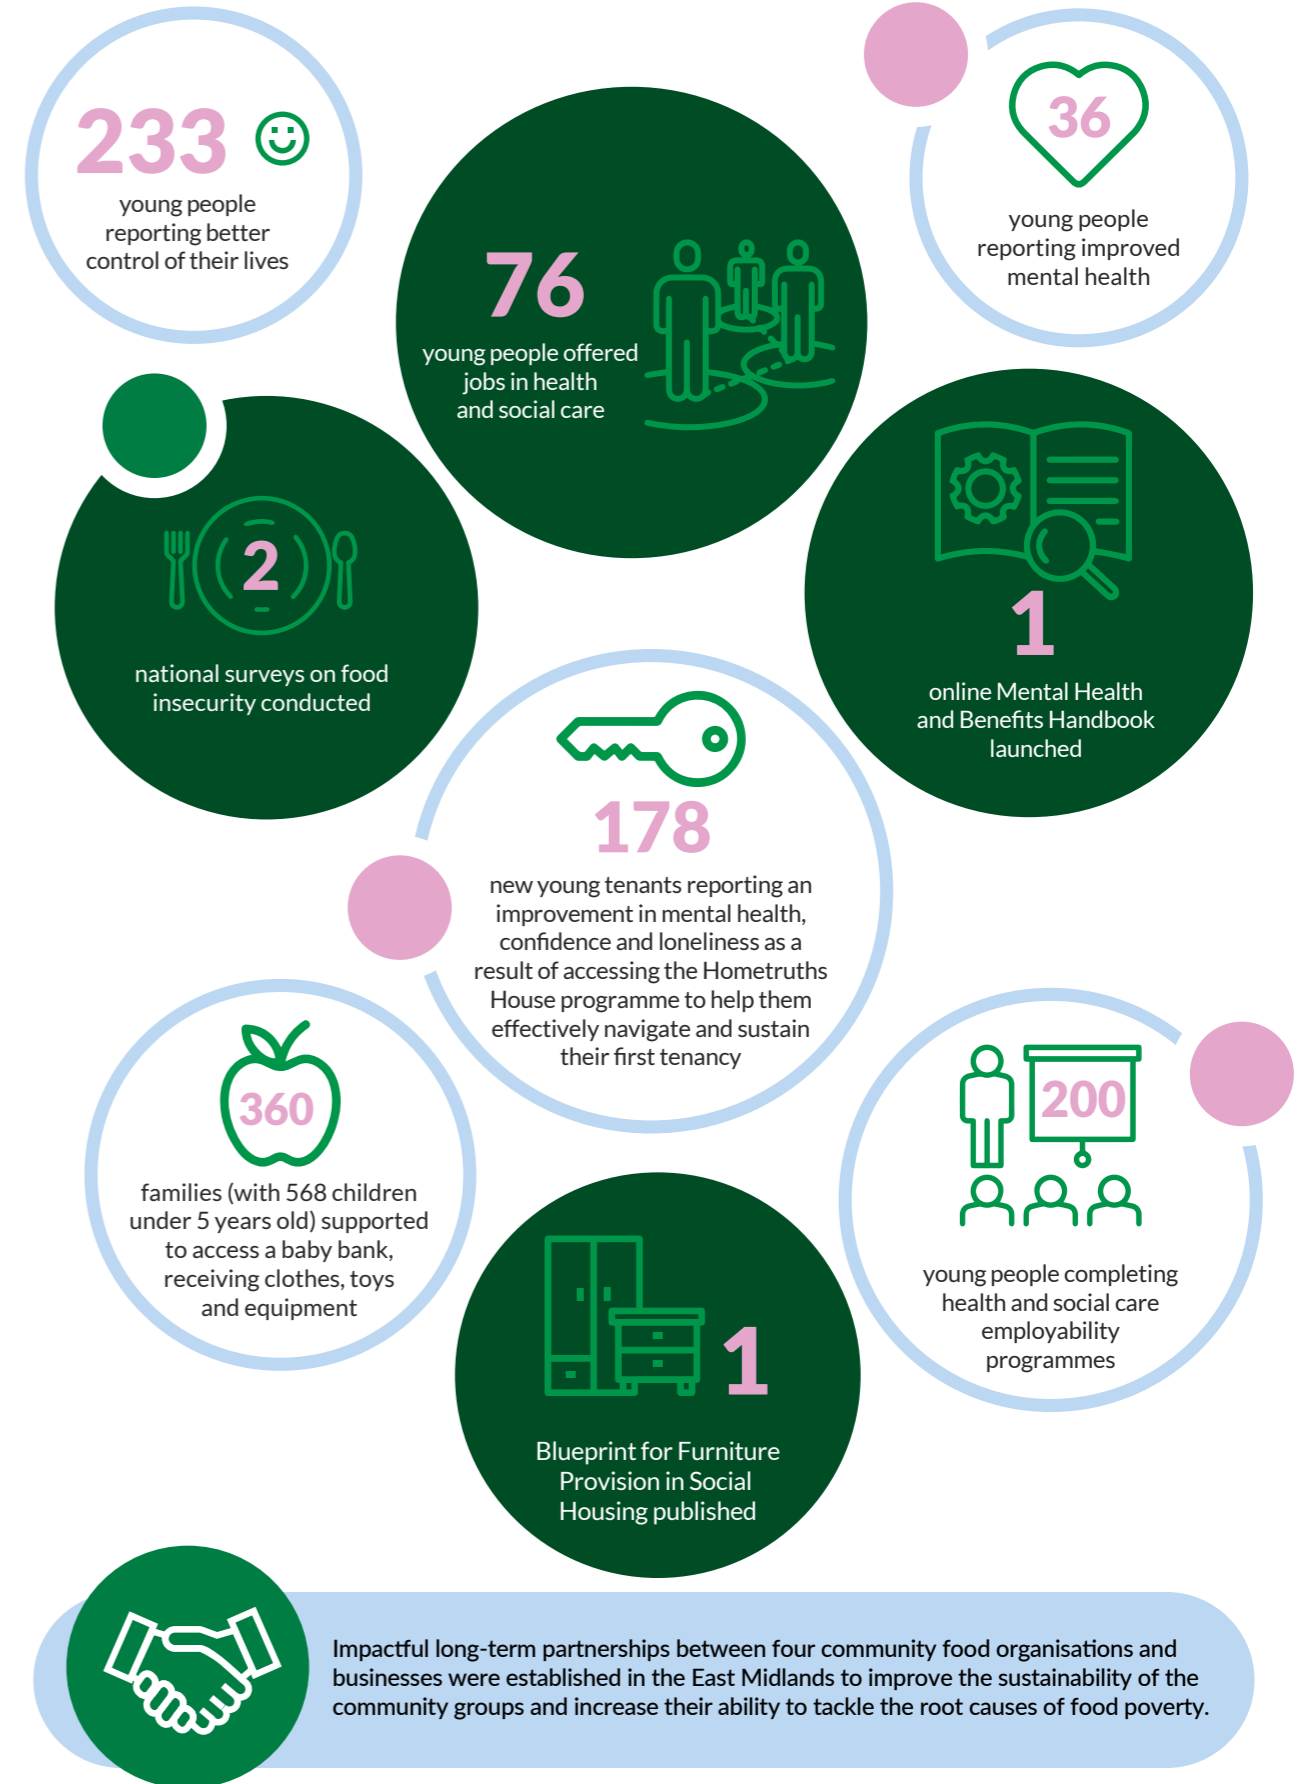 233
young people
reporting better
control of their lives
76
young people offered
jobs in health
and social care
36
young people
reporting improved
mental health
2
national surveys on food
insecurity conducted
1
online Mental Health
and Benefits Handbook
launched
178
new young tenants reporting an
improvement in mental health,
confidence and loneliness as a
result of accessing the Hometruths
House programme to help them
effectively navigate and sustain
their first tenancy
360
families (with 568 children
under 5 years old) supported
to access a baby bank,
receiving clothes, toys
and equipment
200
young people completing
health and social care
employability
programmes
1
Blueprint for Furniture
Provision in Social
Housing published
Impactful long-term partnerships between four community food organisations and
businesses were established in the East Midlands to improve the sustainability of the
community groups and increase their ability to tackle the root causes of food poverty.